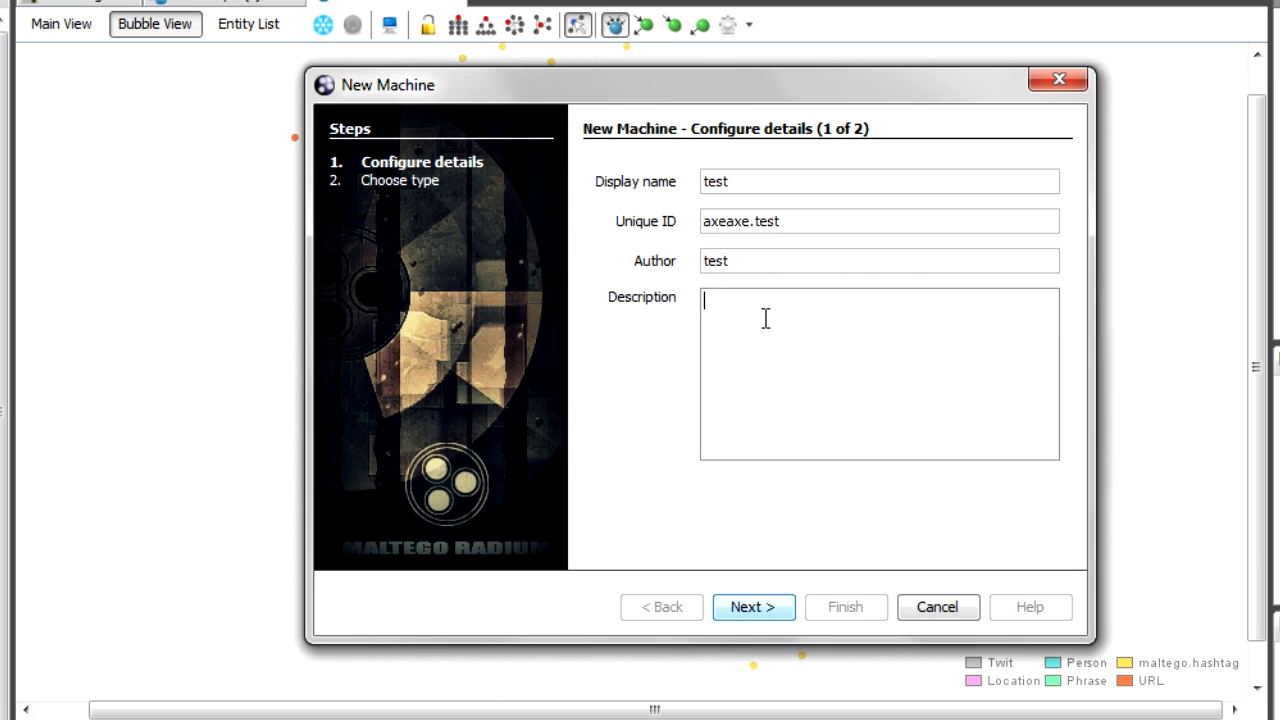 Main View Bubble View Entity List
New Machine
Steps
1. Configure details
2. Choose type
MALTEGO RADIUM
New Machine - Configure details (1 of 2)
Display name test
Unique ID axeaxe.test
Author test
Description
< Back Next > Finish Cancel Help
Twit Person maltego.hashtag
Location Phrase URL